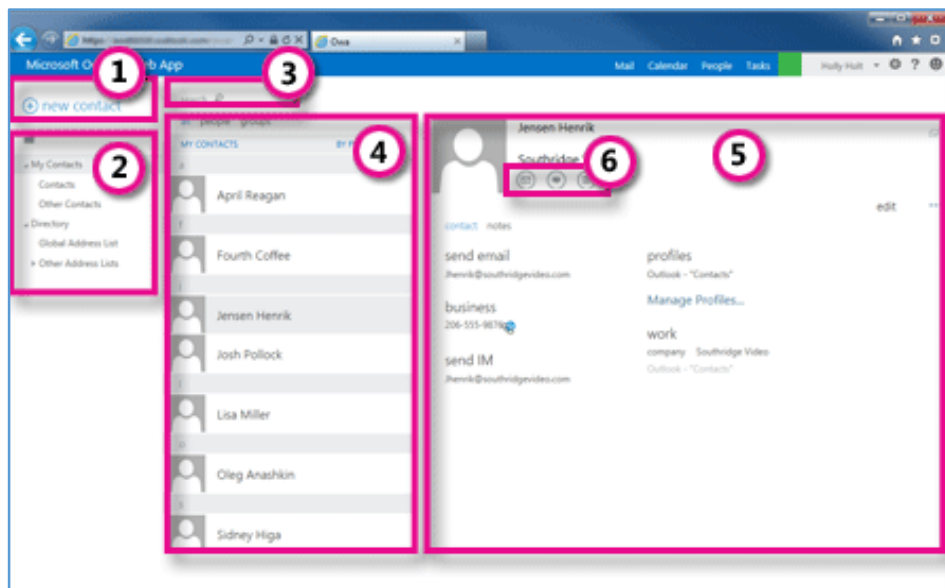 Owa
Microsoft O b App
Mail Calendar People Tasks Holly Holt ?
1
new contact
3
search
all people groups
MY CONTACTS BY
4
2
My Contacts
Contacts
Other Contacts
Directory
Global Address List
Other Address Lists
a
April Reagan
f
Fourth Coffee
j
Jensen Henrik
Josh Pollock
l
Lisa Miller
o
Oleg Anashkin
s
Sidney Higa
Jensen Henrik
Southridge
6
5
edit
contact notes
send email
Jhenrik@southridgevideo.com
business
206-555-9876
send IM
Jhenrik@southridgevideo.com
profiles
Outlook - "Contacts"
Manage Profiles...
work
company Southridge Video
Outlook - "Contacts"